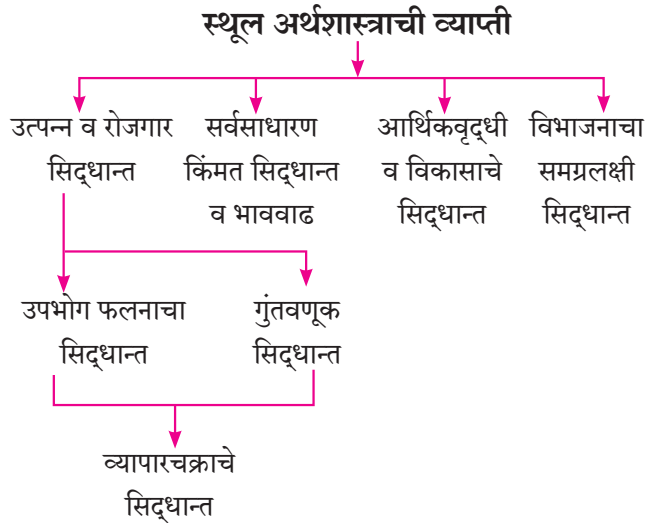 स्थूल अर्थशास्त्राची व्याप्ती
उत्पन्न व रोजगार
सिद्धान्त
सर्वसाधारण
किंमत सिद्धान्त
व भाववाढ
आर्थिकवृद्धी
व विकासाचे
सिद्धान्त
विभाजनाचा
समग्रलक्षी
सिद्धान्त
उपभोग फलनाचा
सिद्धान्त
गुंतवणूक
सिद्धान्त
व्यापारचक्राचे
सिद्धान्त